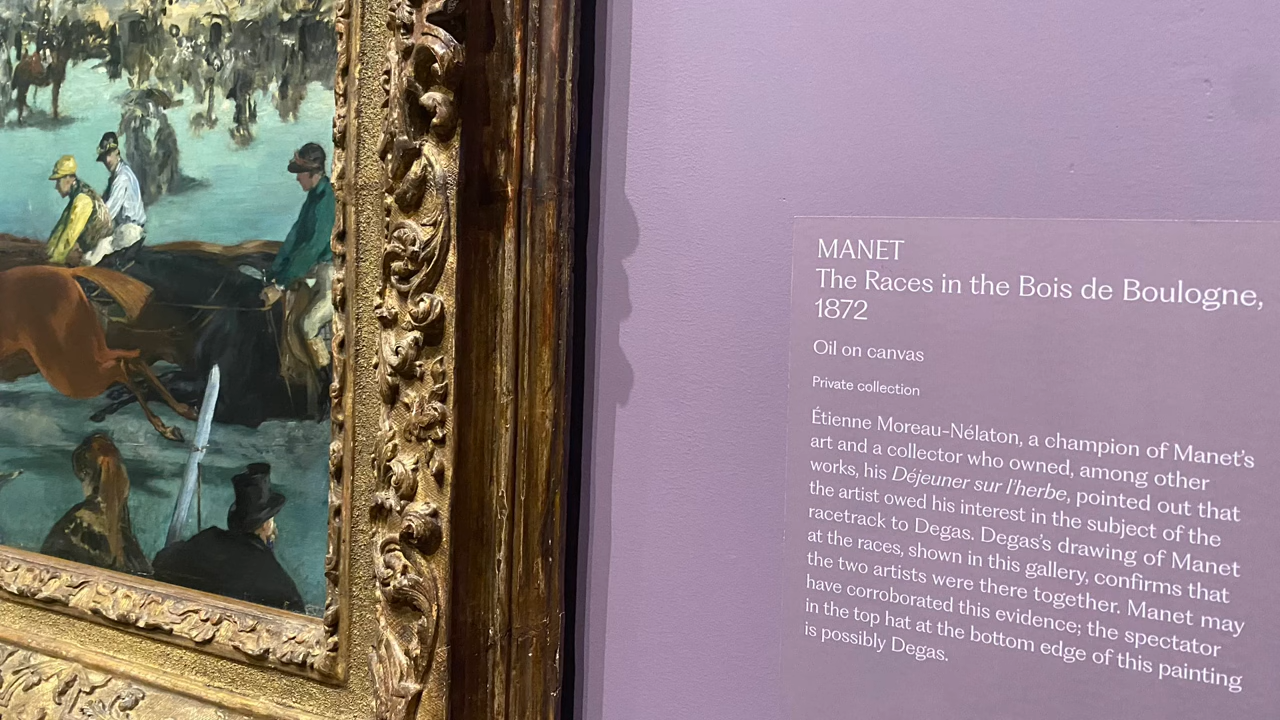 MANET
The Races in the Bois de Boulogne,
1872
Oil on canvas
Private collection
Étienne Moreau-Nélaton, a champion of Manet's
art and a collector who owned, among other
works, his Déjeuner sur l'herbe, pointed out that
the artist owed his interest in the subject of the
racetrack to Degas. Degas's drawing of Manet
at the races, shown in this gallery, confirms that
the two artists were there together. Manet may
have corroborated this evidence; the spectator
in the top hat at the bottom edge of this painting
is possibly Degas.